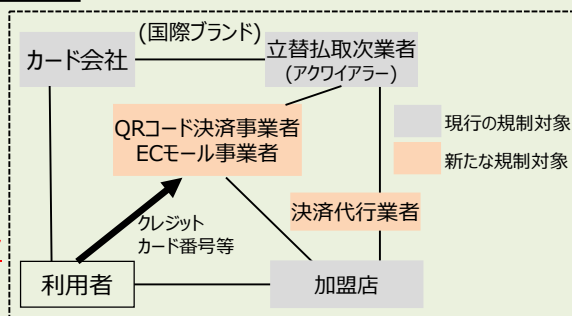 (国際ブランド)
カード会社
立替払取次業者
(アクワイアラー)
QRコード決済事業者
ECモール事業者
現行の規制対象
新たな規制対象
決済代行業者
クレジット
カード番号等
利用者
加盟店